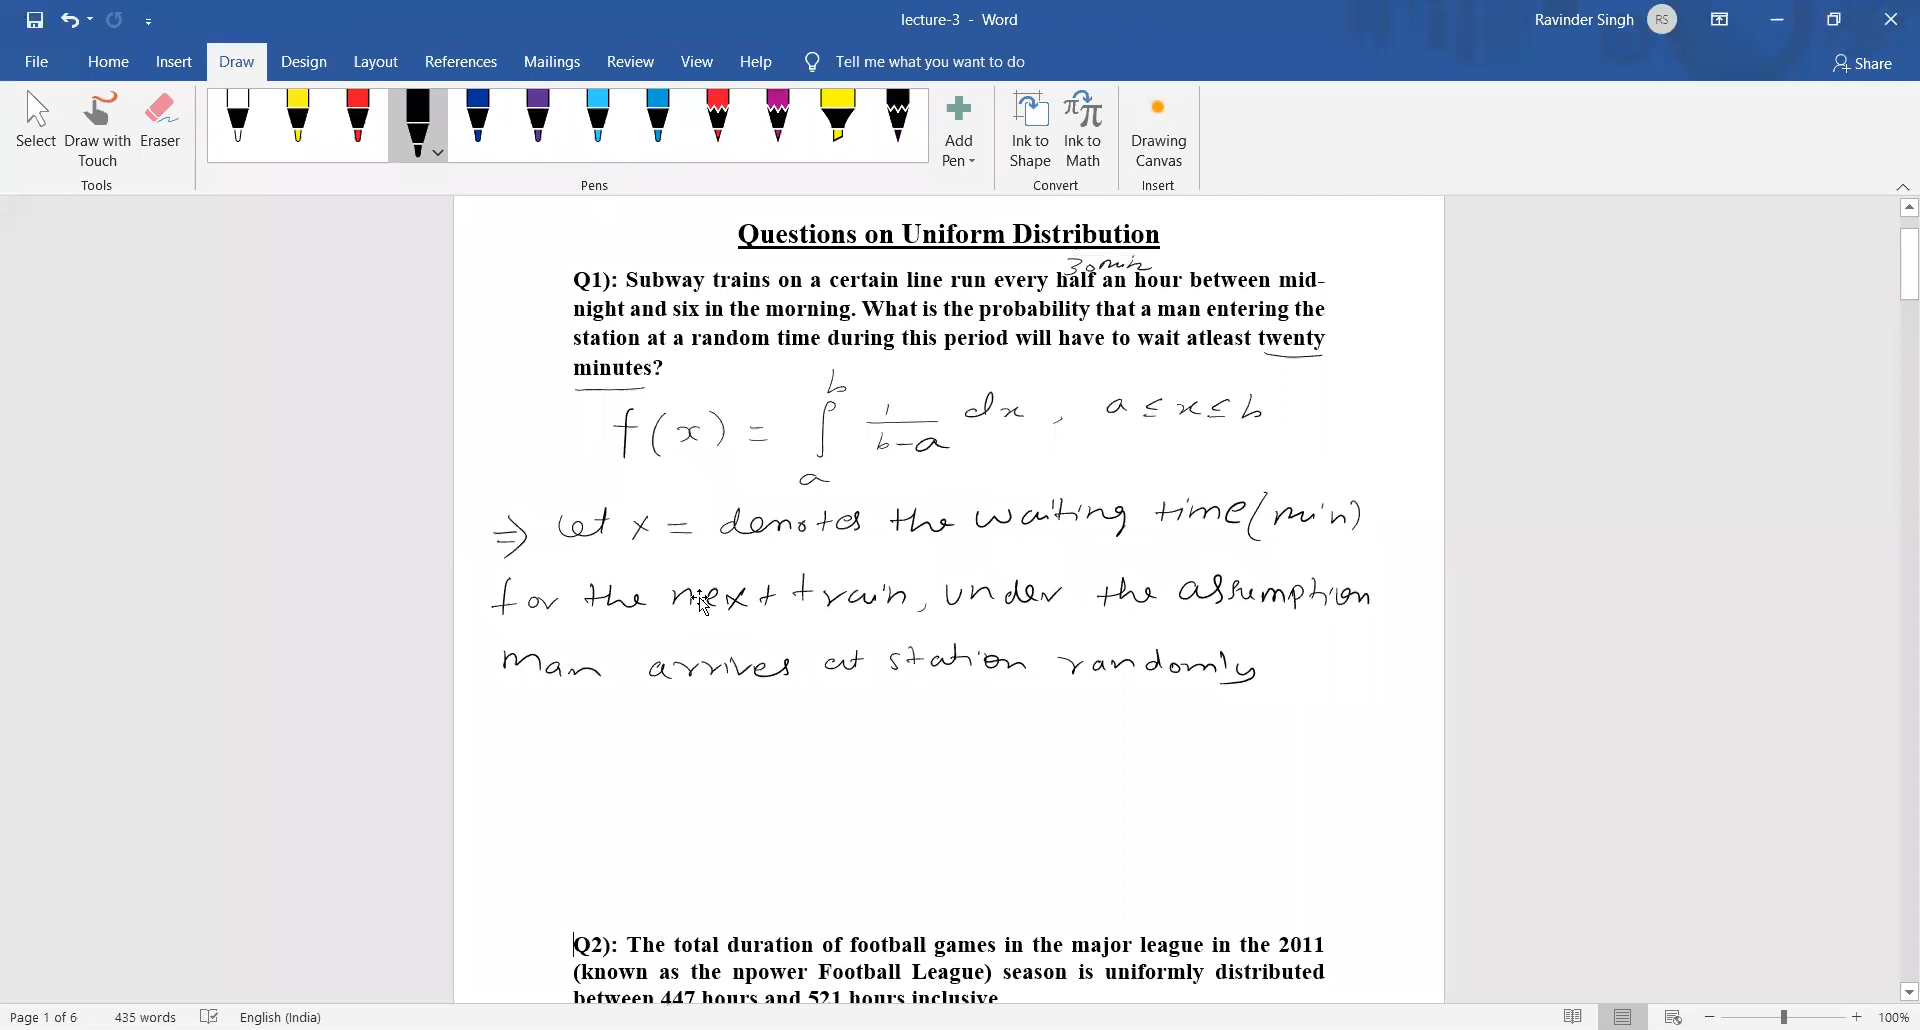 lecture-3 - Word
Ravinder Singh RS
File Home Insert Draw Design Layout References Mailings Review View Help Tell me what you want to do Share
Select Draw with Touch Eraser
Add Pen
Ink to Shape Ink to Math
Drawing Canvas
Tools Pens Convert Insert
Questions on Uniform Distribution
30 min
Q1): Subway trains on a certain line run every half an hour between mid-
night and six in the morning. What is the probability that a man entering the
station at a random time during this period will have to wait atleast twenty
minutes?
f(x) = ∫_a^b 1/(b-a) dx , a ≤ x ≤ b
⇒ Let x = denotes the waiting time (min)
for the next train, under the assumption
man arrives at station randomly
Q2): The total duration of football games in the major league in the 2011
(known as the npower Football League) season is uniformly distributed
between 447 hours and 521 hours inclusive
Page 1 of 6 435 words English (India) 100%